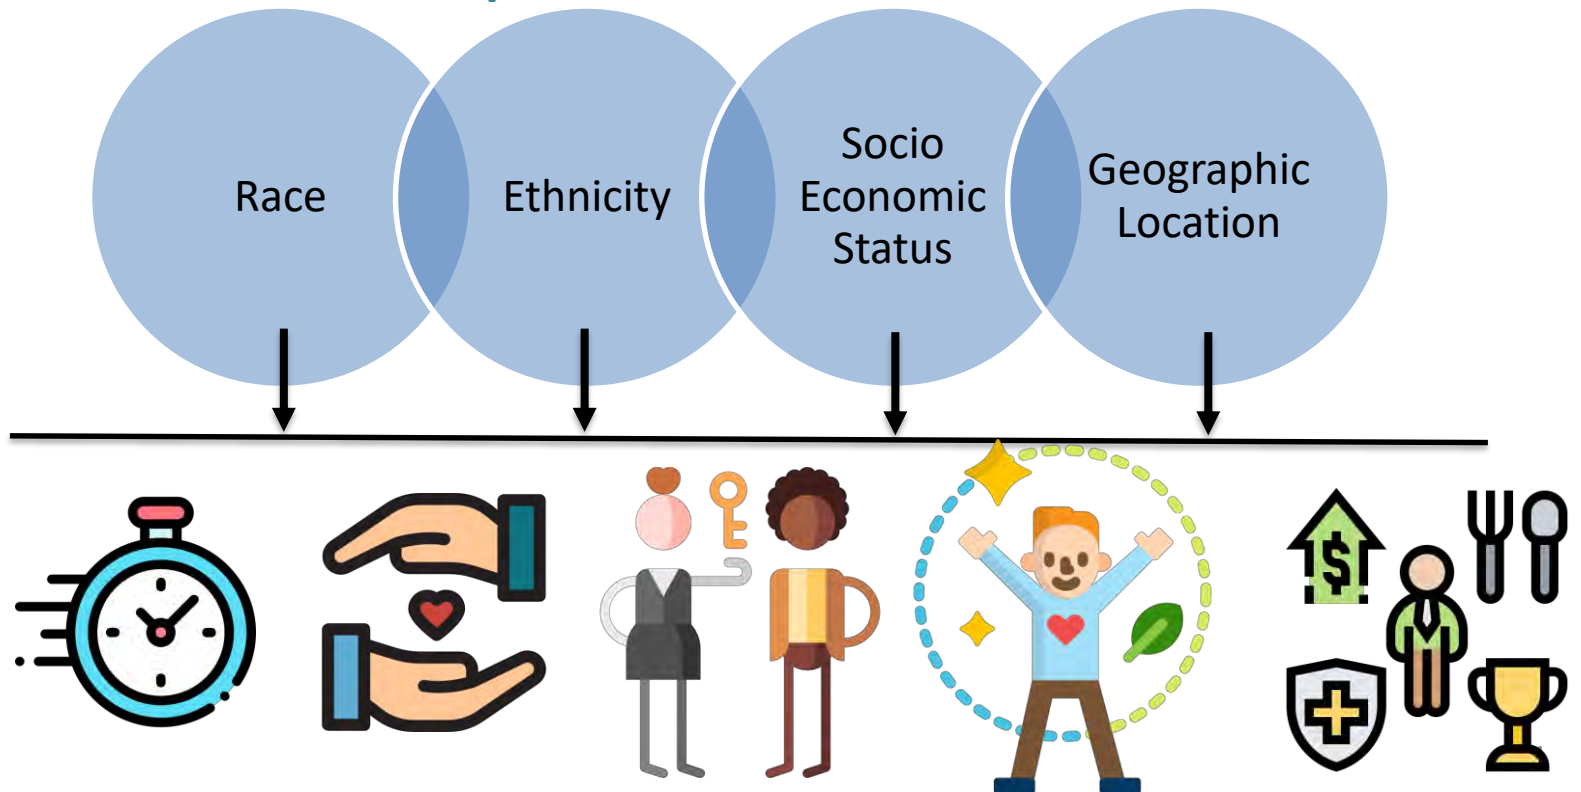 Race
Ethnicity
Socio
Economic
Status
Geographic
Location
$